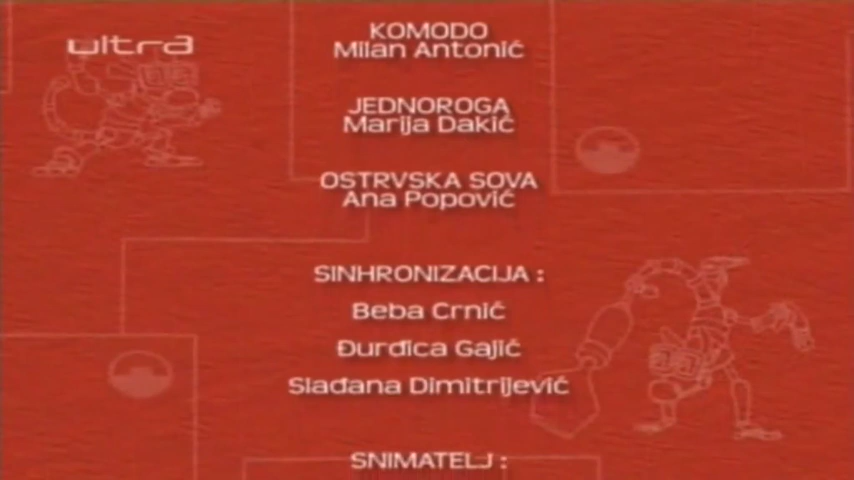 ultra
KOMODO
Milan Antonić
JEDNOROGA
Marija Dakić
OSTRVSKA SOVA
Ana Popović
SINHRONIZACIJA :
Beba Crnić
Đurđica Gajić
Slađana Dimitrijević
SNIMATELJ :